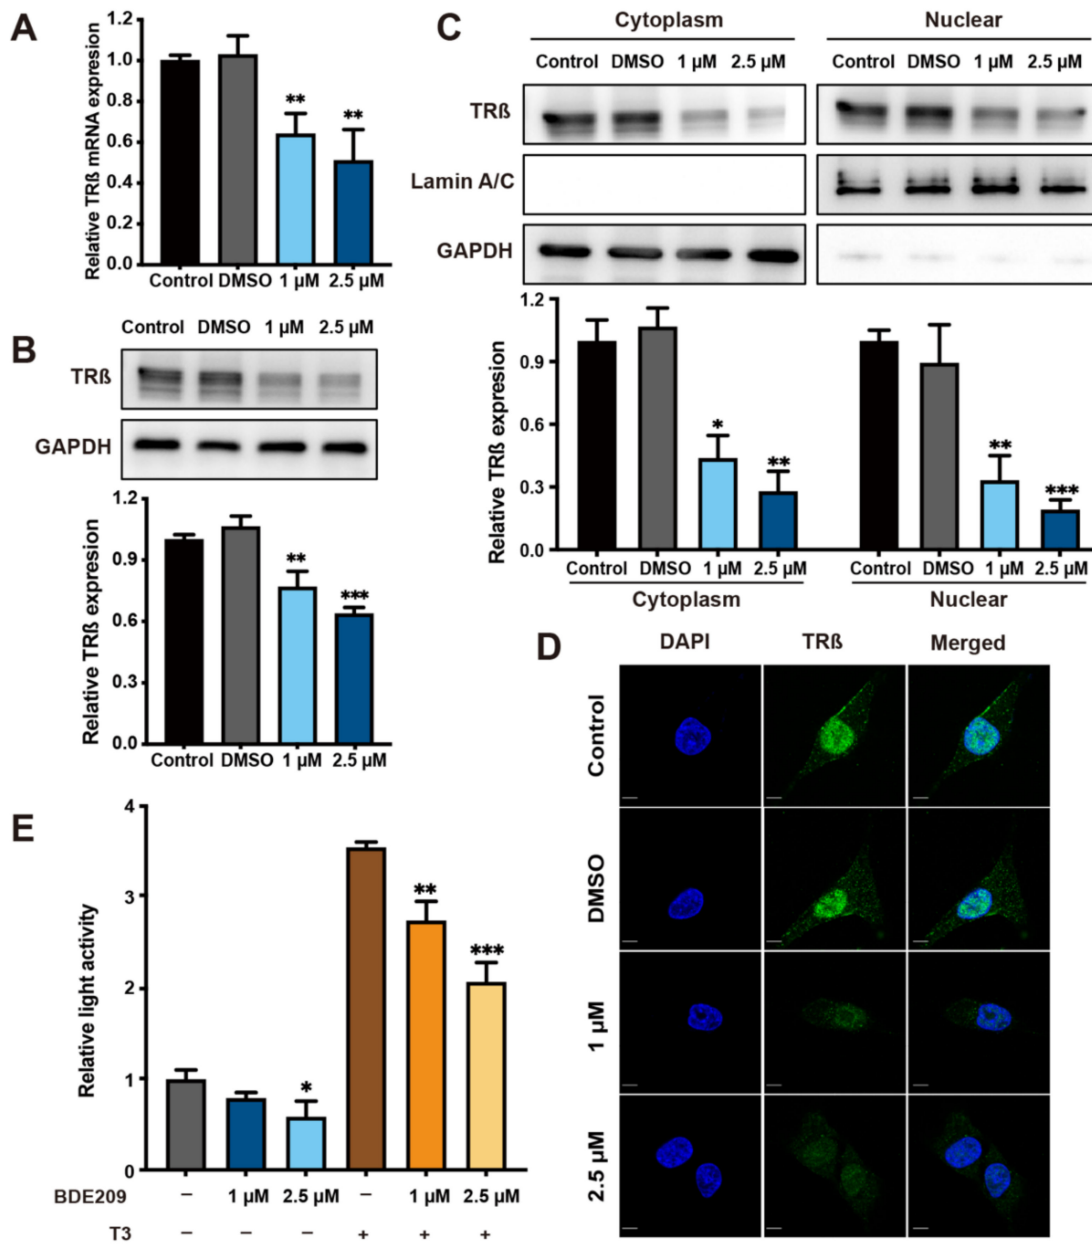 A
Relative TRß mRNA expression
1.2
1.0
0.8
0.6
0.4
1.2
0.0
**
**
Control DMSO 1 µM 2.5 µM
B
Control DMSO 1 µM 2.5 µM
TRß
GAPDH
Relative TRß expression
1.2
0.9
0.6
0.3
0.0
**
***
Control DMSO 1 µM 2.5 µM
C
Cytoplasm Nuclear
Control DMSO 1 µM 2.5 µM Control DMSO 1 µM 2.5 µM
TRß
Lamin A/C
GAPDH
Relative TRß expresion
1.2
0.9
0.6
0.3
0.0
*
**
**
***
Control DMSO 1 µM 2.5 µM Control DMSO 1 µM 2.5 µM
Cytoplasm Nuclear
D
DAPI TRß Merged
Control
DMSO
1 µM
2.5 µM
E
Relative light activity
4
3
2
1
0
*
**
***
BDE209 – 1 µM 2.5 µM – 1 µM 2.5 µM
T3 – – – + + +